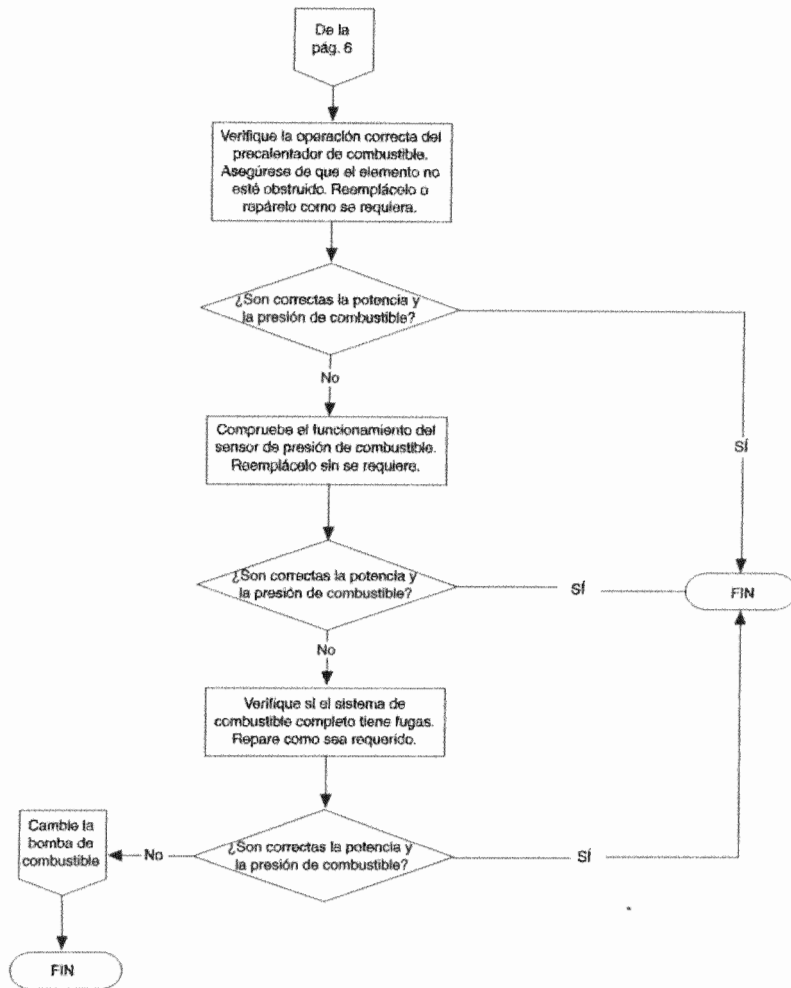 De la
pág. 6
Verifique la operación correcta del
precalentador de combustible.
Asegúrese de que el elemento no
esté obstruido. Reemplácelo o
repárelo como se requiera.
¿Son correctas la potencia y
la presión de combustible?
No
SÍ
Compruebe el funcionamiento del
sensor de presión de combustible.
Reemplácelo sin se requiere.
¿Son correctas la potencia y
la presión de combustible?
SÍ
FIN
No
Verifique si el sistema de
combustible completo tiene fugas.
Repare como sea requerido.
¿Son correctas la potencia y
la presión de combustible?
SÍ
No
Cambie la
bomba de
combustible
FIN